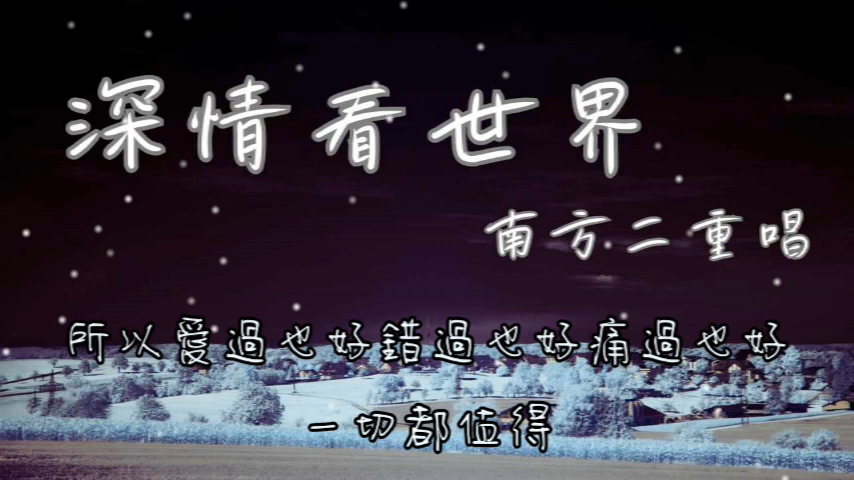 深情看世界
南方二重唱
所以愛過也好錯過也好痛過也好
一切都值得